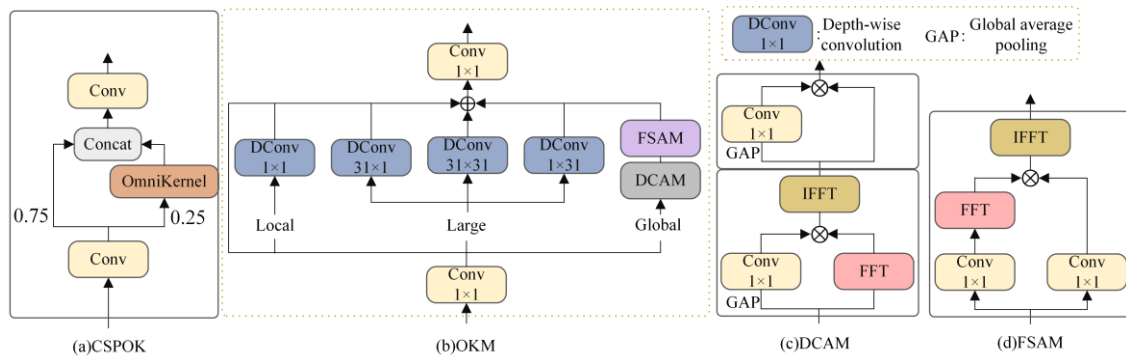 Conv
Concat
OmniKernel
0.75
0.25
Conv
(a)CSPOK
Conv
1×1
DConv
1×1
DConv
31×1
DConv
31×31
DConv
1×31
FSAM
DCAM
Local
Large
Global
Conv
1×1
(b)OKM
DConv
1×1
:
Depth-wise
convolution
GAP:
Global average
pooling
Conv
1×1
GAP
IFFT
Conv
1×1
FFT
GAP
(c)DCAM
IFFT
FFT
Conv
1×1
Conv
1×1
(d)FSAM